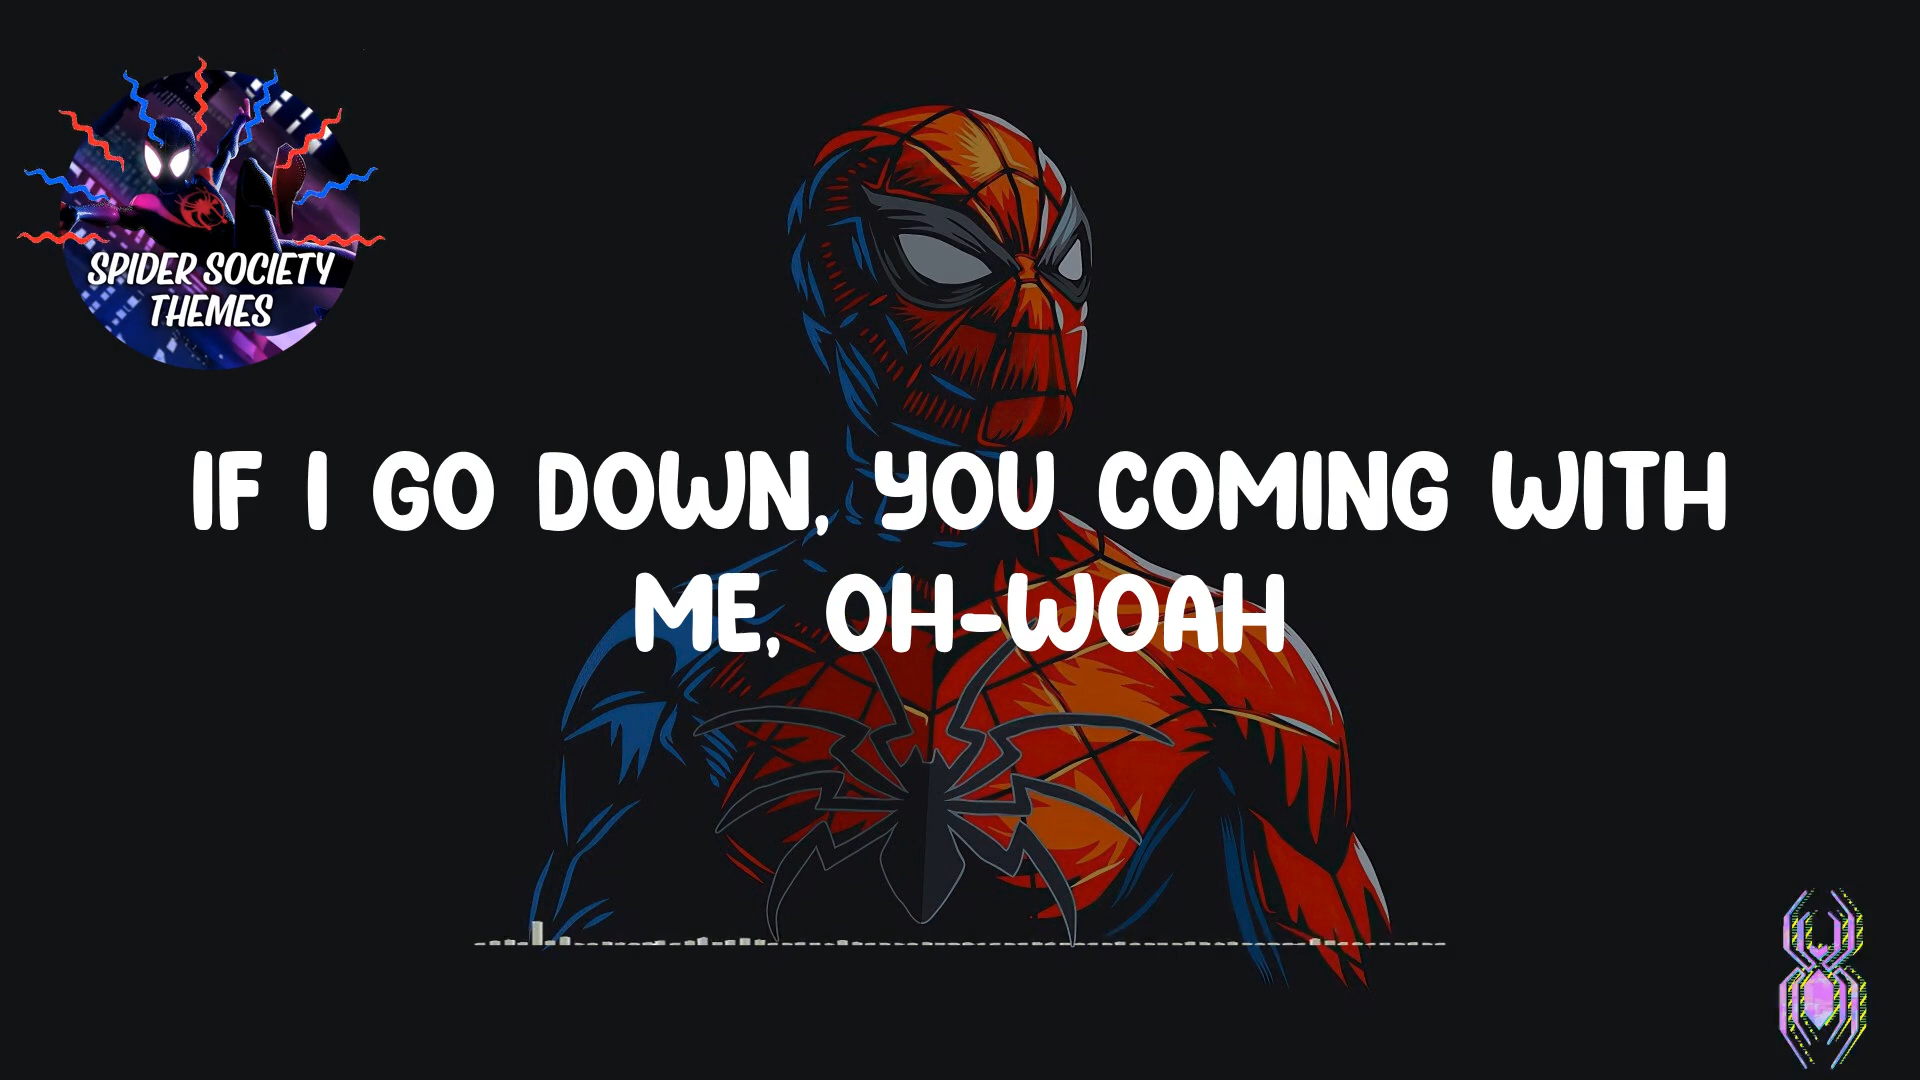 SPIDER SOCIETY
THEMES
IF I GO DOWN, YOU COMING WITH
ME, OH-WOAH